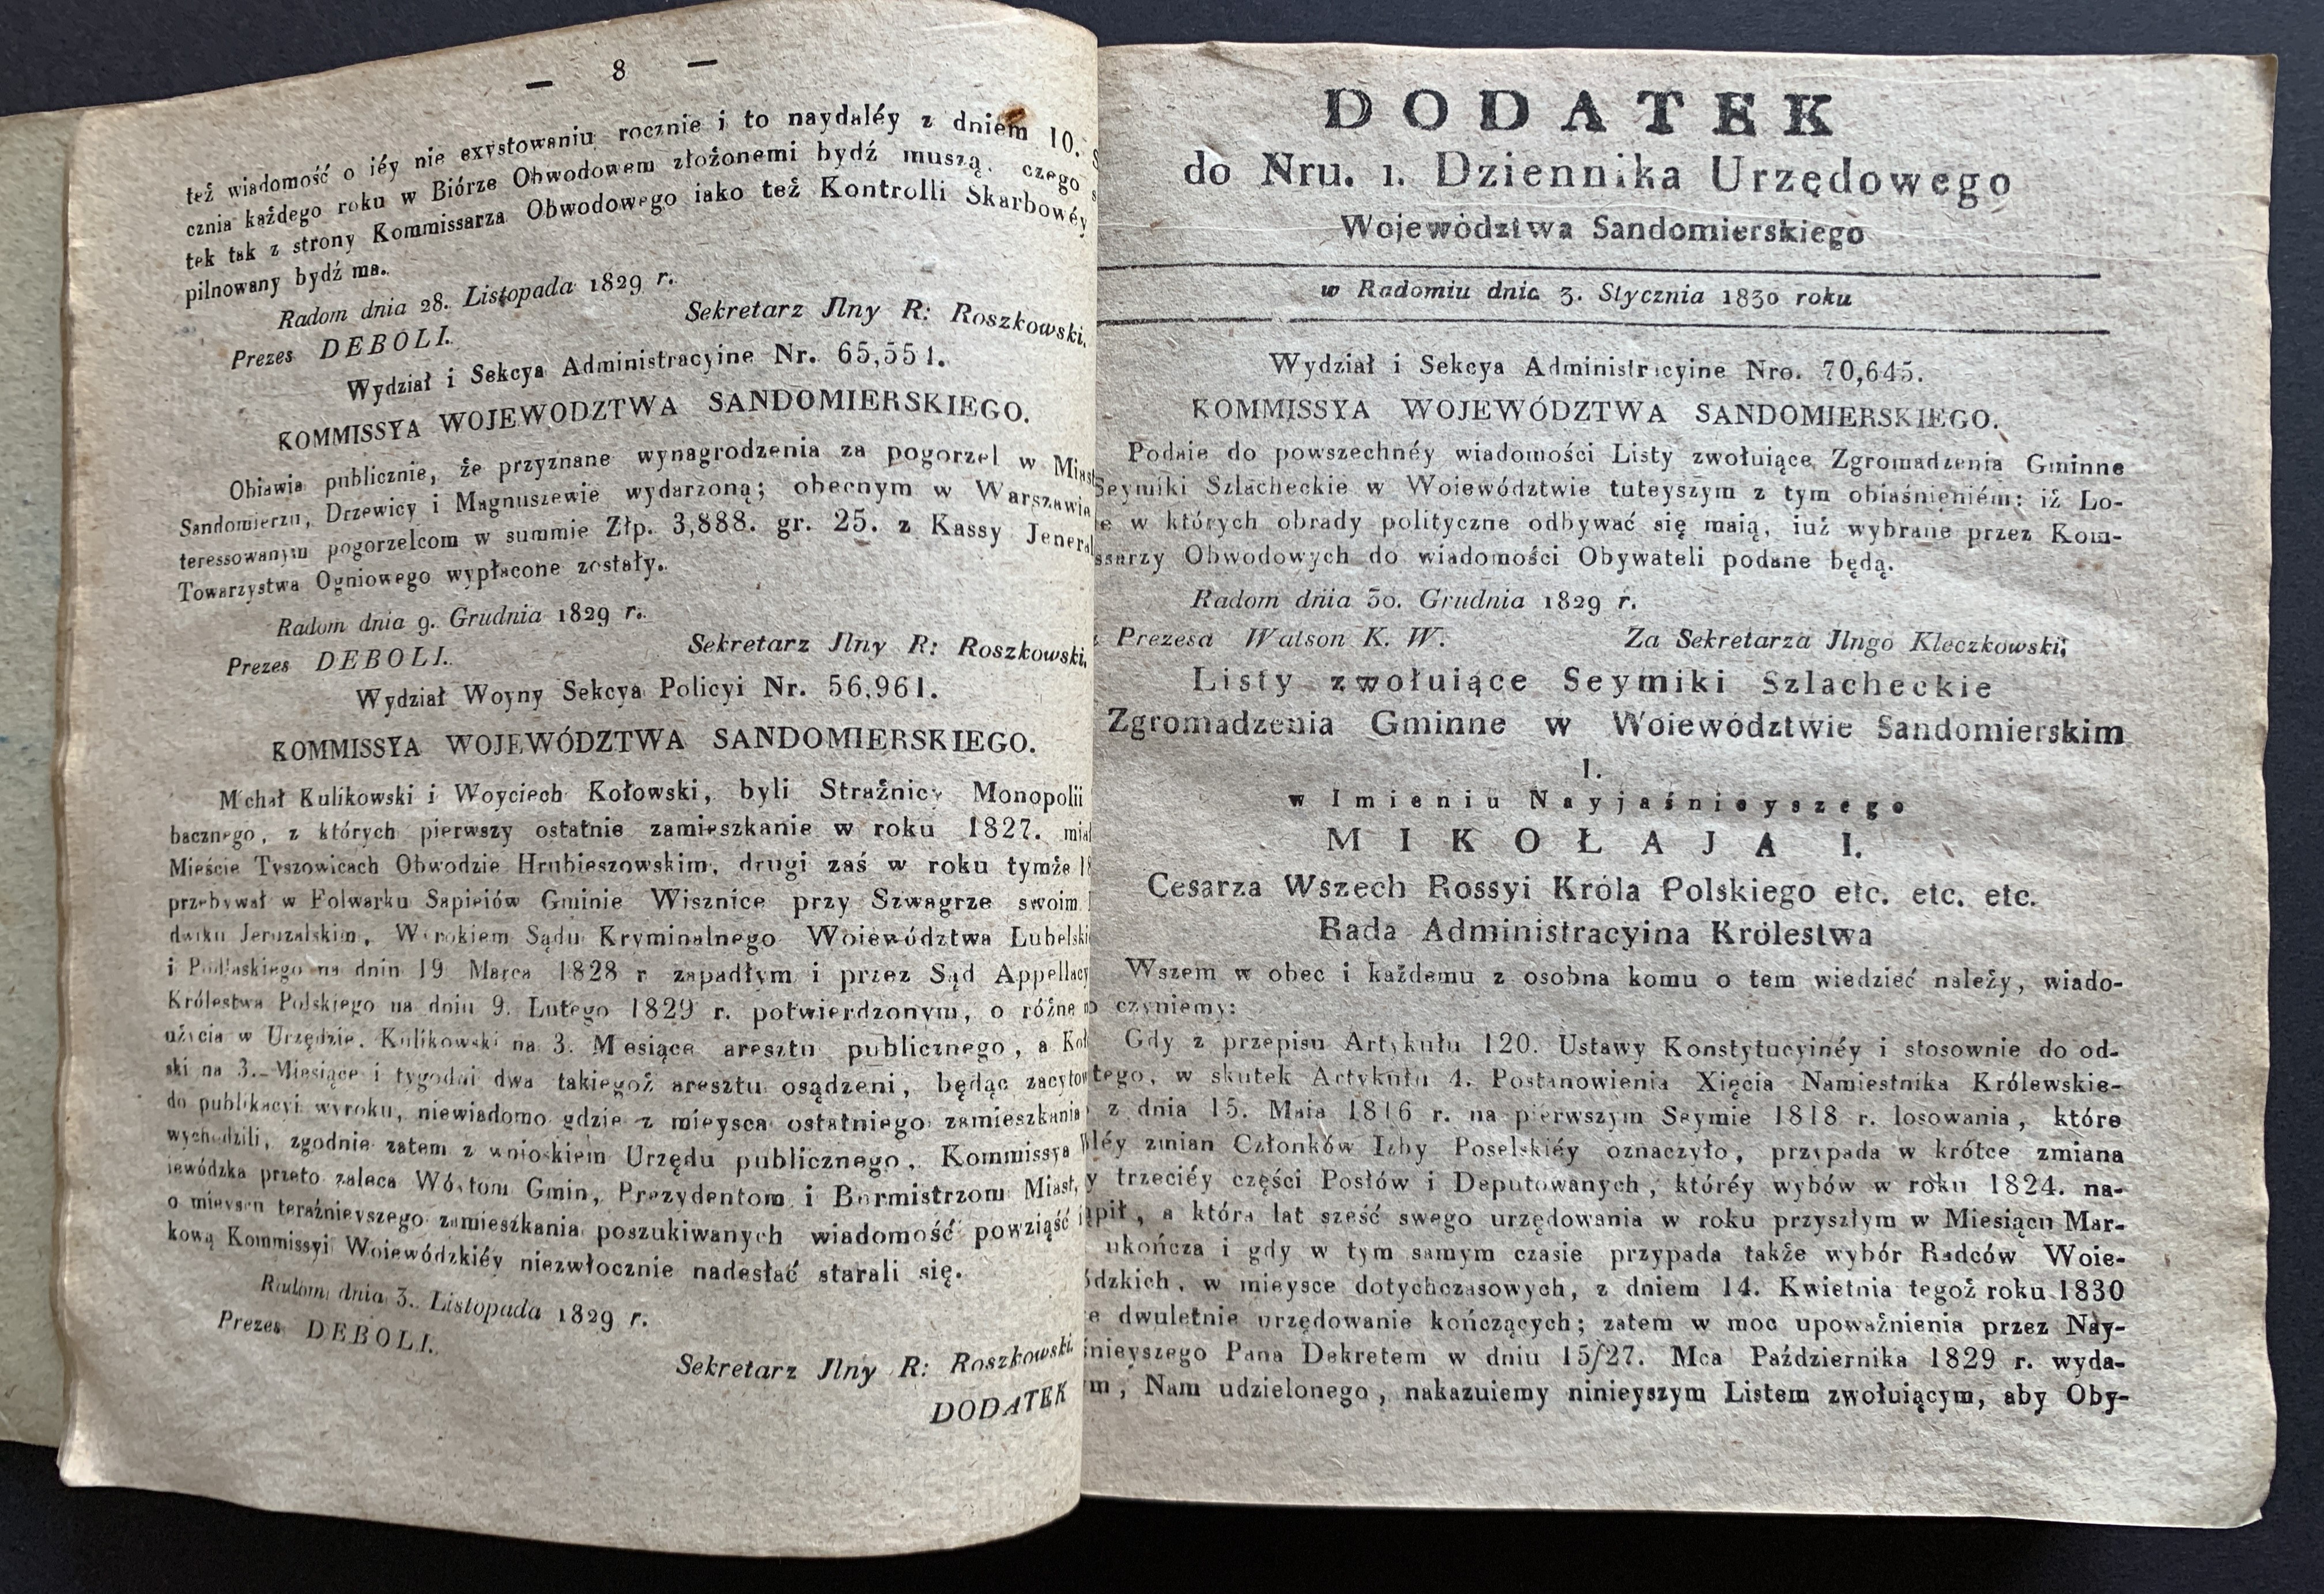 — 8 —
też wiadomość o iéy nie exystowaniu rocznie i to naydaléy z dniem 10. S
cznia każdego roku w Biórze Obwodowem złożonemi bydź muszą, czego s
tek tak z strony Kommissarza Obwodowego iako też Kontrolli Skarbowéy
pilnowany bydź ma.
Radom dnia 28. Listopada 1829 r.
Sekretarz Jlny R: Roszkowski.
Prezes DEBOLI.
Wydział i Sekcya Administracyine Nr. 65,551.
KOMMISSYA WOJEWODZTWA SANDOMIERSKIEGO.
Obiawia publicznie, że przyznane wynagrodzenia za pogorzel w Miast
Sandomierzu, Drzewicy i Magnuszewie wydarzoną; obecnym w Warszawie
teressowanym pogorzelcom w summie Złp. 3,888. gr. 25. z Kassy Jeneral
Towarzystwa Ogniowego wypłacone zostały.
Radom dnia 9. Grudnia 1829 r.
Sekretarz Jlny R: Roszkowski.
Prezes DEBOLI.
Wydział Woyny Sekcya Policyi Nr. 56,961.
KOMMISSYA WOJEWÓDZTWA SANDOMIERSKIEGO.
Mchał Kulikowski i Woyciech Kołowski, byli Strażnicy Monopolii
bacznego, z których pierwszy ostatnie zamieszkanie w roku 1827. miał
Mieście Tyszowicach Obwodzie Hrubieszowskim, drugi zaś w roku tymże 18
przebywał w Folwarku Sapieiów Gminie Wisznice przy Szwagrze swoim
dwiku Jeruzalskim, Wyrokiem Sądu Kryminalnego Woiewództwa Lubelski
i Podlaskiego na dniu 19 Marca 1828 r zapadłym i przez Sąd Appellacy
Królestwa Polskiego na dniu 9. Lutego 1829 r. potwierdzonym, o różne n
użycia w Urzędzie, Kulikowski na 3. Mesiące aresztu publicznego, a Koł
ski na 3. Miesiące i tygodni dwa takiegoż aresztu osądzeni, będąc zacytow
do publikacyi wyroku, niewiadomo gdzie z mieysca ostatniego zamieszkania
wychodzili, zgodnie zatem z wnioskiem Urzędu publicznego, Kommissya W
iewódzka przeto zaleca Wóytom Gmin, Prezydentom i Burmistrzom Miast,
o mieyscu teraźnieyszego zamieszkania poszukiwanych wiadomość powziąść i
kową Kommissyi Woiewódzkiéy niezwłocznie nadesłać starali się.
Radom dnia 3. Listopada 1829 r.
Prezes DEBOLI.
Sekretarz Jlny R: Roszkowski.
DODATEK
DODATEK
do Nru. 1. Dziennika Urzędowego
Województwa Sandomierskiego
w Radomiu dnia 3. Stycznia 1830 roku
Wydział i Sekcya Administracyine Nro. 70,645.
KOMMISSYA WOJEWÓDZTWA SANDOMIERSKIEGO.
Podaie do powszechnéy wiadomości Listy zwołuiące Zgromadzenia Gminne
Seymiki Szlacheckie w Woiewództwie tuteyszym z tym obiaśnieniém: iż Lo-
e w których obrady polityczne odbywać się maią, iuż wybrane przez Kom-
ssarzy Obwodowych do wiadomości Obywateli podane będą.
Radom dnia 30. Grudnia 1829 r.
Prezesa Watson K. W. Za Sekretarza Jlngo Kleczkowski;
Listy zwołuiące Seymiki Szlacheckie
Zgromadzenia Gminne w Woiewództwie Sandomierskim
I.
w Imieniu Nayjaśnieyszego
MIKOŁAJA I.
Cesarza Wszech Rossyi Króla Polskiego etc. etc. etc.
Rada Administracyina Królestwa
Wszem w obec i każdemu z osobna komu o tem wiedzieć należy, wiado-
o czyniemy:
Gdy z przepisu Artykułu 120. Ustawy Konstytucyinéy i stosownie do od-
tego, w skutek Artykułu 4. Postanowienia Xięcia Namiestnika Królewskie-
z dnia 15. Maia 1816 r. na pierwszym Seymie 1818 r. losowania, które
léy zmian Członków Izby Poselskiéy oznaczyło, przypada w krótce zmiana
y trzeciéy części Posłów i Deputowanych, któréy wybów w roku 1824. na-
ąpił, a która lat sześć swego urzędowania w roku przyszłym w Miesiącu Mar-
ukończa i gdy w tym samym czasie przypada także wybór Radców Woie-
ódzkich, w mieysce dotychczasowych, z dniem 14. Kwietnia tegoż roku 1830
e dwuletnie urzędowanie kończących; zatem w moc upoważnienia przez Nay-
śnieyszego Pana Dekretem w dniu 15/27. Mca Października 1829 r. wyda-
m, Nam udzielonego, nakazuiemy ninieyszym Listem zwołuiącym, aby Oby-